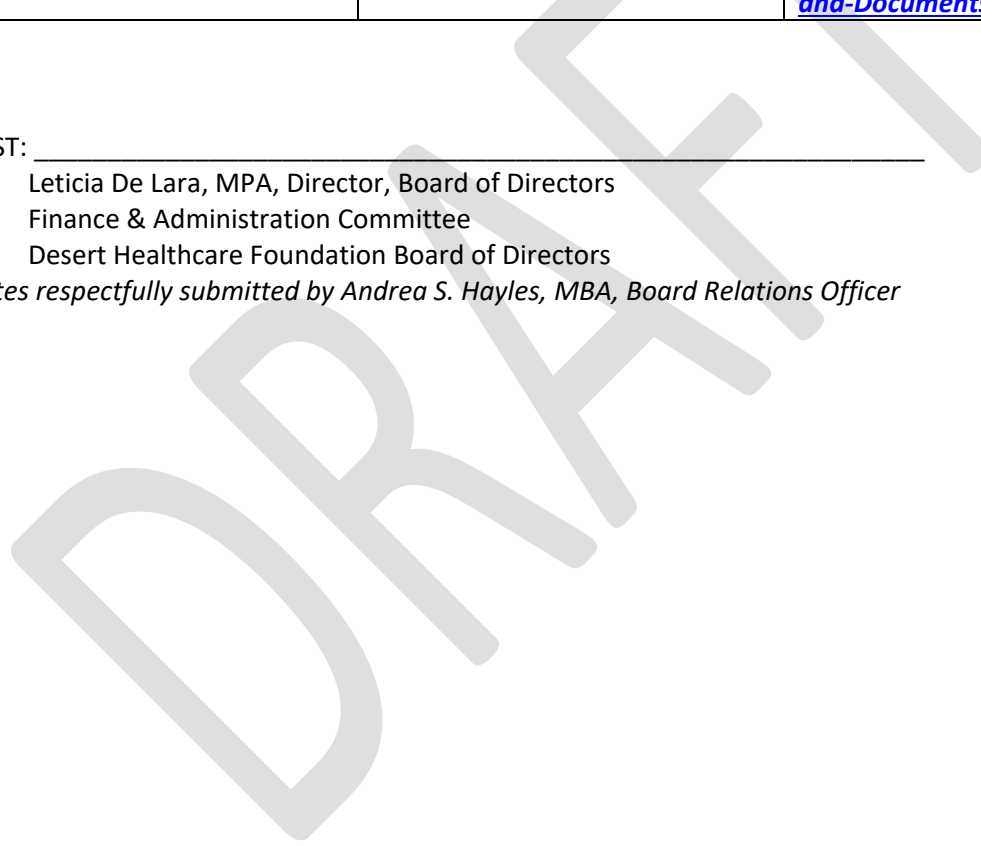 and-Documents
ST: _______________________________________________________________
Leticia De Lara, MPA, Director, Board of Directors
Finance & Administration Committee
Desert Healthcare Foundation Board of Directors
tes respectfully submitted by Andrea S. Hayles, MBA, Board Relations Officer
DRAFT